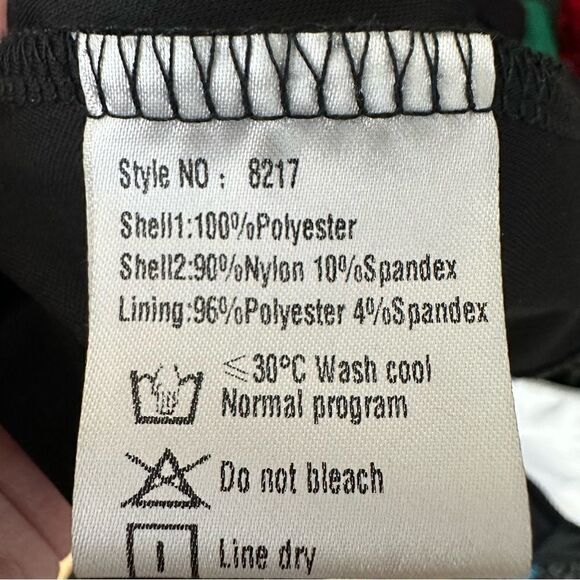 Style NO : 8217
Shell1:100%Polyester
Shell2:90%Nylon 10%Spandex
Lining:96%Polyester 4%Spandex
≤30°C Wash cool
Normal program
Do not bleach
Line dry